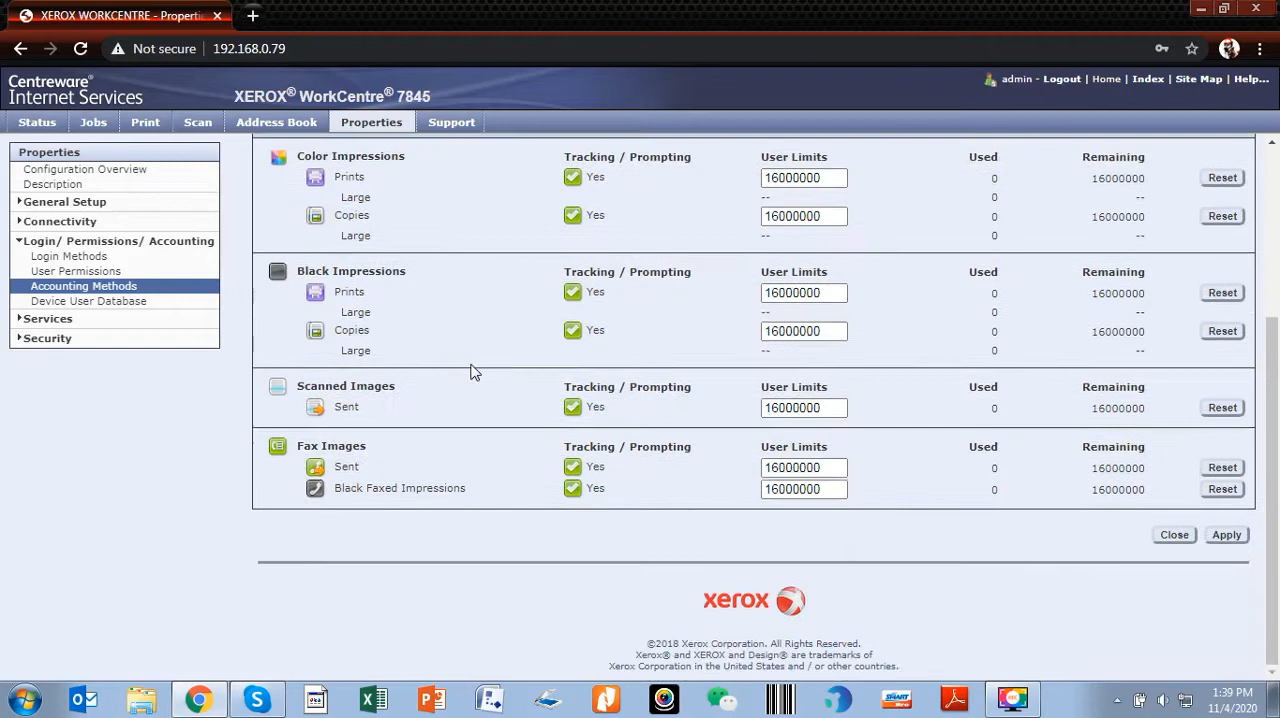 XEROX WORKCENTRE - Properti
Not secure 192.168.0.79
Centreware®
Internet Services
XEROX® WorkCentre® 7845
admin - Logout | Home | Index | Site Map | Help...
Status Jobs Print Scan Address Book Properties Support
Properties
Configuration Overview
Description
General Setup
Connectivity
Login/ Permissions/ Accounting
Login Methods
User Permissions
Accounting Methods
Device User Database
Services
Security
Color Impressions Tracking / Prompting User Limits Used Remaining
Prints Yes 16000000 0 16000000 Reset
Large -- 0 --
Copies Yes 16000000 0 16000000 Reset
Large -- 0 --
Black Impressions Tracking / Prompting User Limits Used Remaining
Prints Yes 16000000 0 16000000 Reset
Large -- 0 --
Copies Yes 16000000 0 16000000 Reset
Large -- 0 --
Scanned Images Tracking / Prompting User Limits Used Remaining
Sent Yes 16000000 0 16000000 Reset
Fax Images Tracking / Prompting User Limits Used Remaining
Sent Yes 16000000 0 16000000 Reset
Black Faxed Impressions Yes 16000000 0 16000000 Reset
Close Apply
xerox
©2018 Xerox Corporation. All Rights Reserved.
Xerox® and XEROX and Design® are trademarks of
Xerox Corporation in the United States and / or other countries.
1:39 PM
11/4/2020